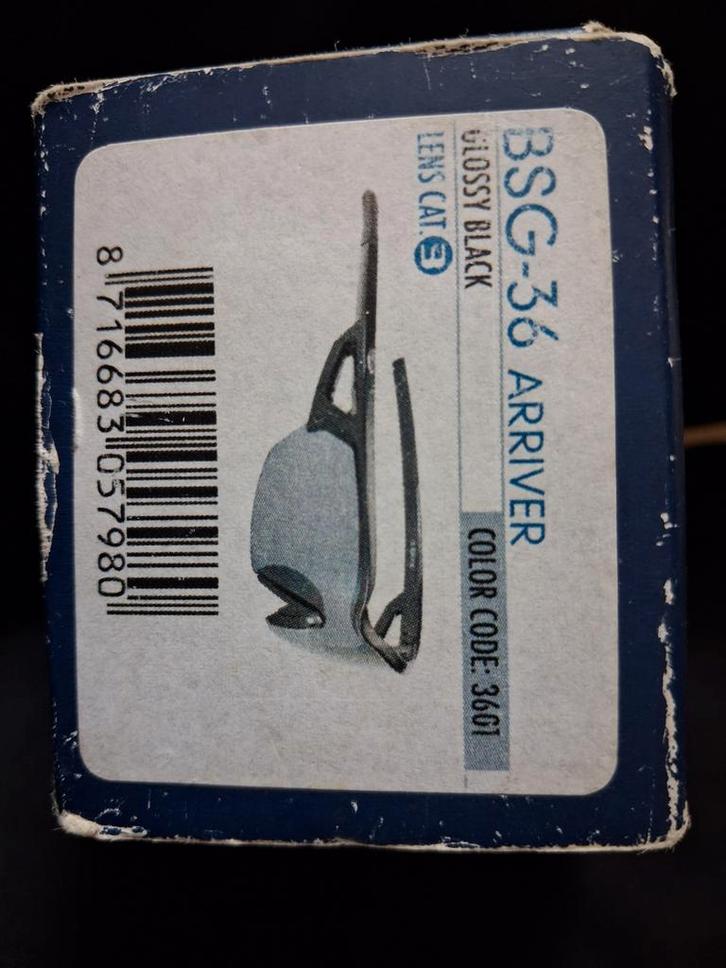 BSG-36 ARRIVER
GLOSSY BLACK COLOR CODE: 3601
LENS CAT. 3
8 716683 057980